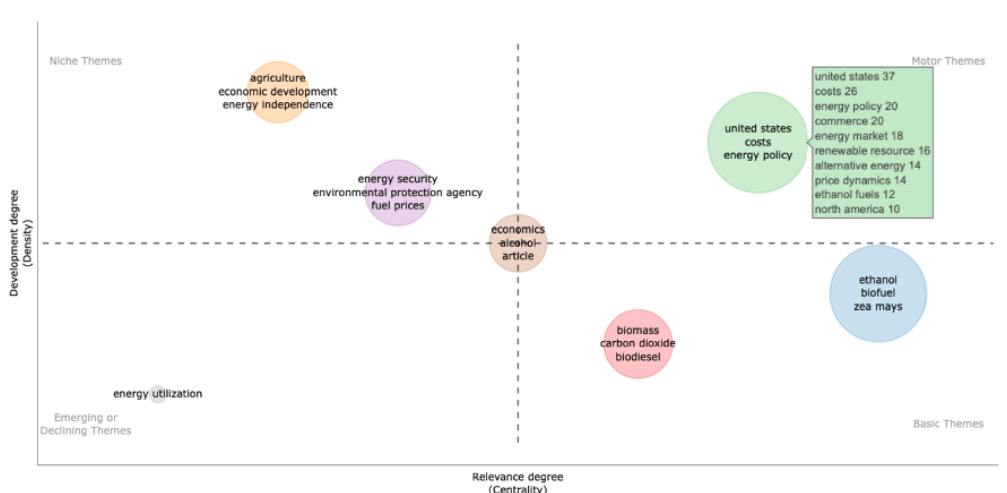 Niche Themes
Motor Themes
agriculture
economic development
energy independence
united states
costs
energy policy
united states 37
costs 26
energy policy 20
commerce 20
energy market 18
renewable resource 16
alternative energy 14
price dynamics 14
ethanol fuels 12
north america 10
energy security
environmental protection agency
fuel prices
economics
alcohol
article
ethanol
biofuel
zea mays
biomass
carbon dioxide
biodiesel
energy utilization
Emerging or
Declining Themes
Basic Themes
Development degree
(Density)
Relevance degree
(Centrality)